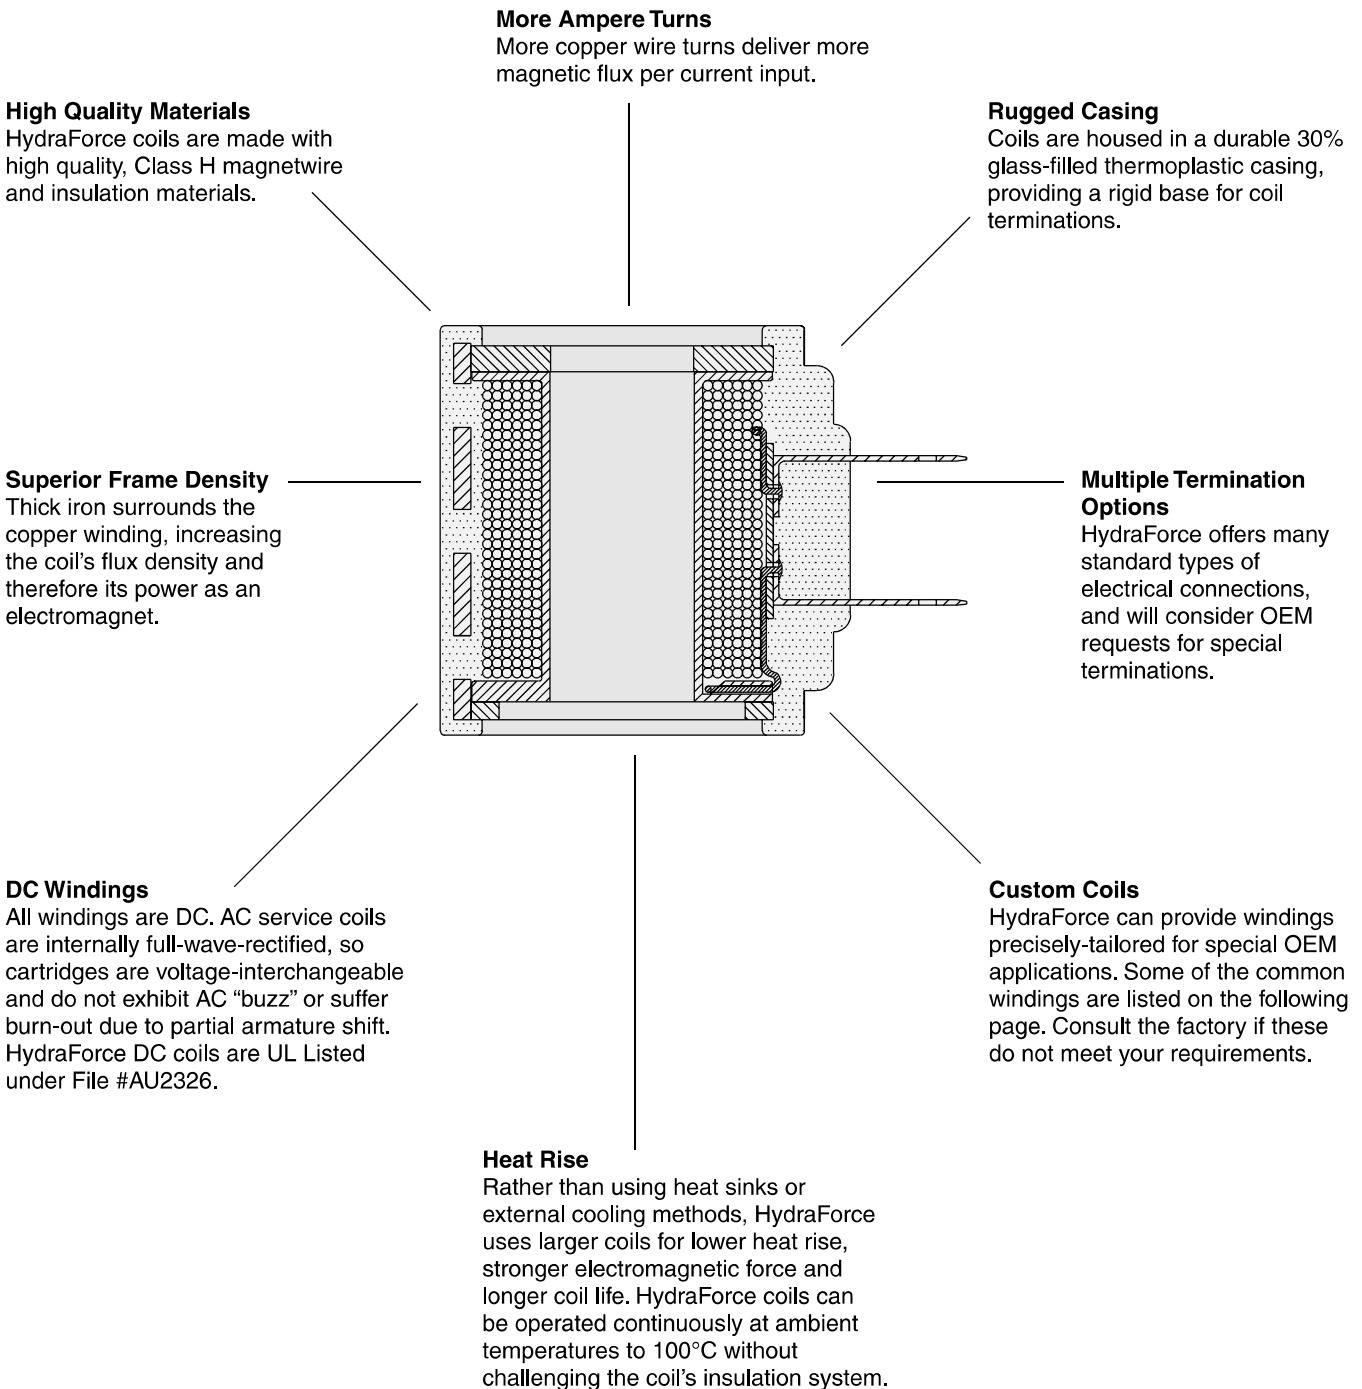 More Ampere Turns
More copper wire turns deliver more
magnetic flux per current input.
High Quality Materials
HydraForce coils are made with
high quality, Class H magnetwire
and insulation materials.
Rugged Casing
Coils are housed in a durable 30%
glass-filled thermoplastic casing,
providing a rigid base for coil
terminations.
Superior Frame Density
Thick iron surrounds the
copper winding, increasing
the coil’s flux density and
therefore its power as an
electromagnet.
Multiple Termination
Options
HydraForce offers many
standard types of
electrical connections,
and will consider OEM
requests for special
terminations.
DC Windings
All windings are DC. AC service coils
are internally full-wave-rectified, so
cartridges are voltage-interchangeable
and do not exhibit AC “buzz” or suffer
burn-out due to partial armature shift.
HydraForce DC coils are UL Listed
under File #AU2326.
Custom Coils
HydraForce can provide windings
precisely-tailored for special OEM
applications. Some of the common
windings are listed on the following
page. Consult the factory if these
do not meet your requirements.
Heat Rise
Rather than using heat sinks or
external cooling methods, HydraForce
uses larger coils for lower heat rise,
stronger electromagnetic force and
longer coil life. HydraForce coils can
be operated continuously at ambient
temperatures to 100°C without
challenging the coil’s insulation system.